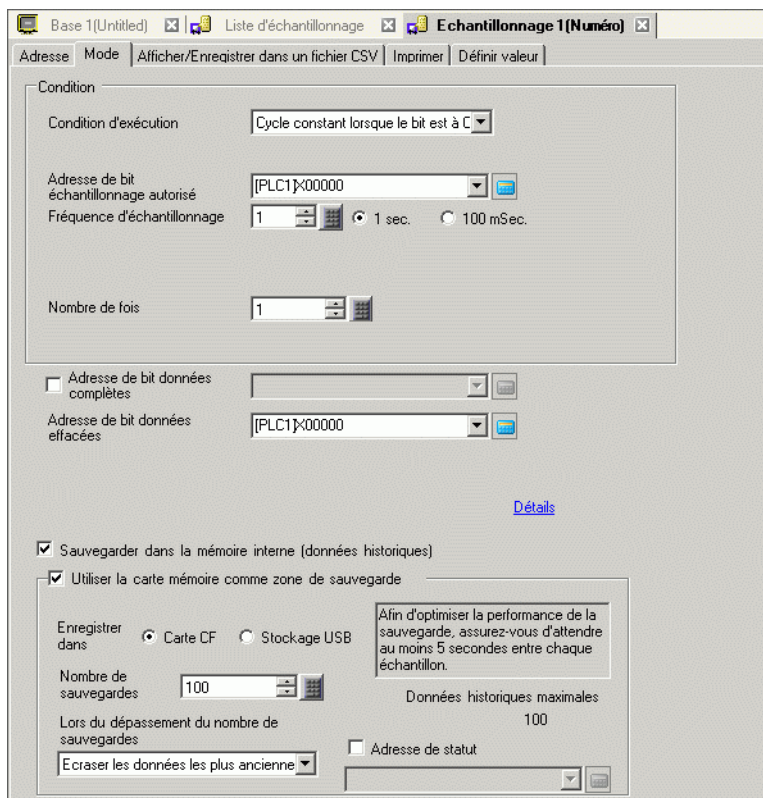 Base 1(Untitled) Liste d'échantillonnage Echantillonnage 1(Numéro)
Adresse Mode Afficher/Enregistrer dans un fichier CSV Imprimer Définir valeur
Condition
Condition d'exécution Cycle constant lorsque le bit est à C
Adresse de bit
échantillonnage autorisé [PLC1]X00000
Fréquence d'échantillonnage 1 1 sec. 100 mSec.
Nombre de fois 1
Adresse de bit données
complètes
Adresse de bit données
effacées [PLC1]X00000
Détails
Sauvegarder dans la mémoire interne (données historiques)
Utiliser la carte mémoire comme zone de sauvegarde
Enregistrer
dans Carte CF Stockage USB
Afin d'optimiser la performance de la
sauvegarde, assurez-vous d'attendre
au moins 5 secondes entre chaque
échantillon.
Nombre de
sauvegardes 100
Données historiques maximales
100
Lors du dépassement du nombre de
sauvegardes
Ecraser les données les plus ancienne
Adresse de statut